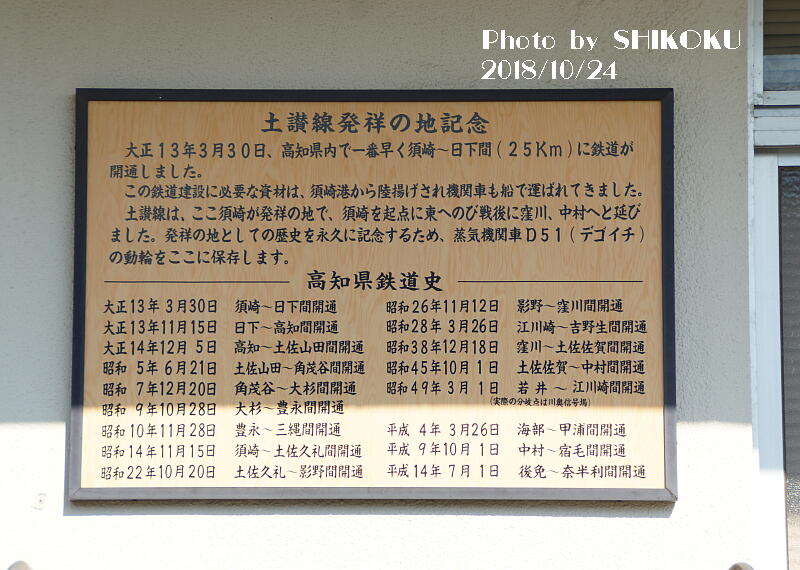 Photo by SHIKOKU
2018/10/24
土讃線発祥の地記念
大正13年3月30日、高知県内で一番早く須崎〜日下間(25Km)に鉄道が
開通しました。
この鉄道建設に必要な資材は、須崎港から陸揚げされ機関車も船で運ばれてきました。
土讃線は、ここ須崎が発祥の地で、須崎を起点に東へのび戦後に窪川、中村へと延び
ました。発祥の地としての歴史を永久に記念するため、蒸気機関車D51(デゴイチ)
の動輪をここに保存します。
高知県鉄道史
大正13年3月30日 須崎〜日下間開通
大正13年11月15日 日下〜高知間開通
大正14年12月5日 高知〜土佐山田間開通
昭和5年6月21日 土佐山田〜角茂谷間開通
昭和7年12月20日 角茂谷〜大杉間開通
昭和9年10月28日 大杉〜豊永間開通
昭和10年11月28日 豊永〜三縄間開通
昭和14年11月15日 須崎〜土佐久礼間開通
昭和22年10月20日 土佐久礼〜影野間開通
昭和26年11月12日 影野〜窪川間開通
昭和28年3月26日 江川崎〜吉野生間開通
昭和38年12月18日 窪川〜土佐佐賀間開通
昭和45年10月1日 土佐佐賀〜中村間開通
昭和49年3月1日 若井〜江川崎間開通
(実際の分岐点は川奥信号場)
平成4年3月26日 海部〜甲浦間開通
平成9年10月1日 中村〜宿毛間開通
平成14年7月1日 後免〜奈半利間開通